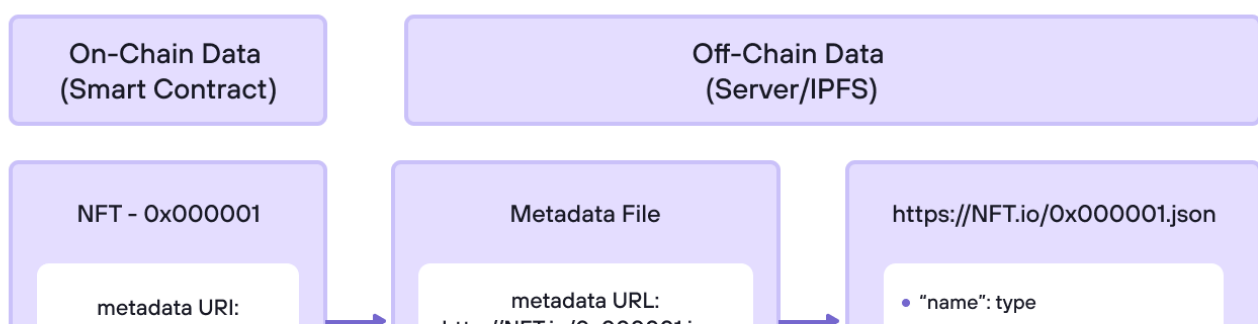 On-Chain Data
(Smart Contract)
Off-Chain Data
(Server/IPFS)
NFT - 0x000001
metadata URI:
Metadata File
metadata URL:
https://NFT.io/0x000001.json
“name”: type